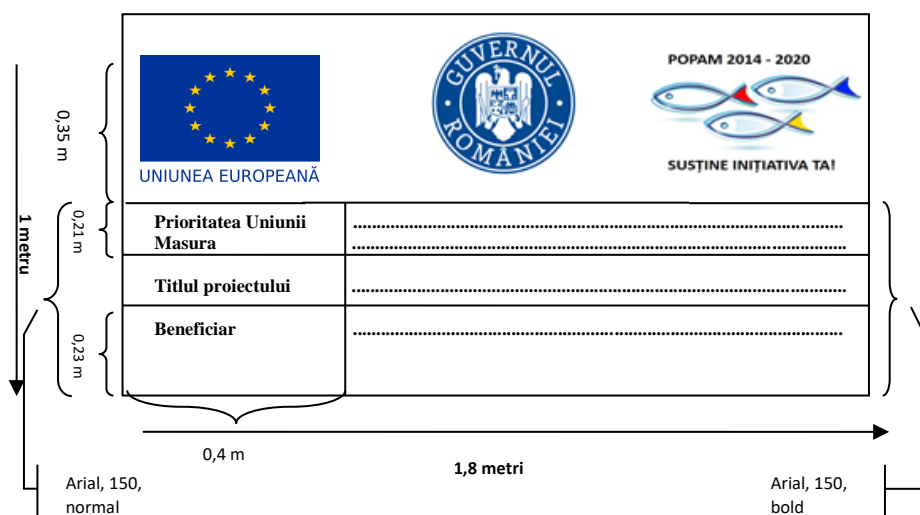 POPAM 2014 - 2020
GUVERNUL ROMÂNIEI
UNIUNEA EUROPEANĂ
SUSȚINE INIȚIATIVA TA!
0,35 m
1 metru
0,21 m
Prioritatea Uniunii ........................................................................
Masura ........................................................................
Titlul proiectului ........................................................................
Beneficiar ........................................................................
0,23 m
0,4 m
1,8 metri
Arial, 150,
normal
Arial, 150,
bold